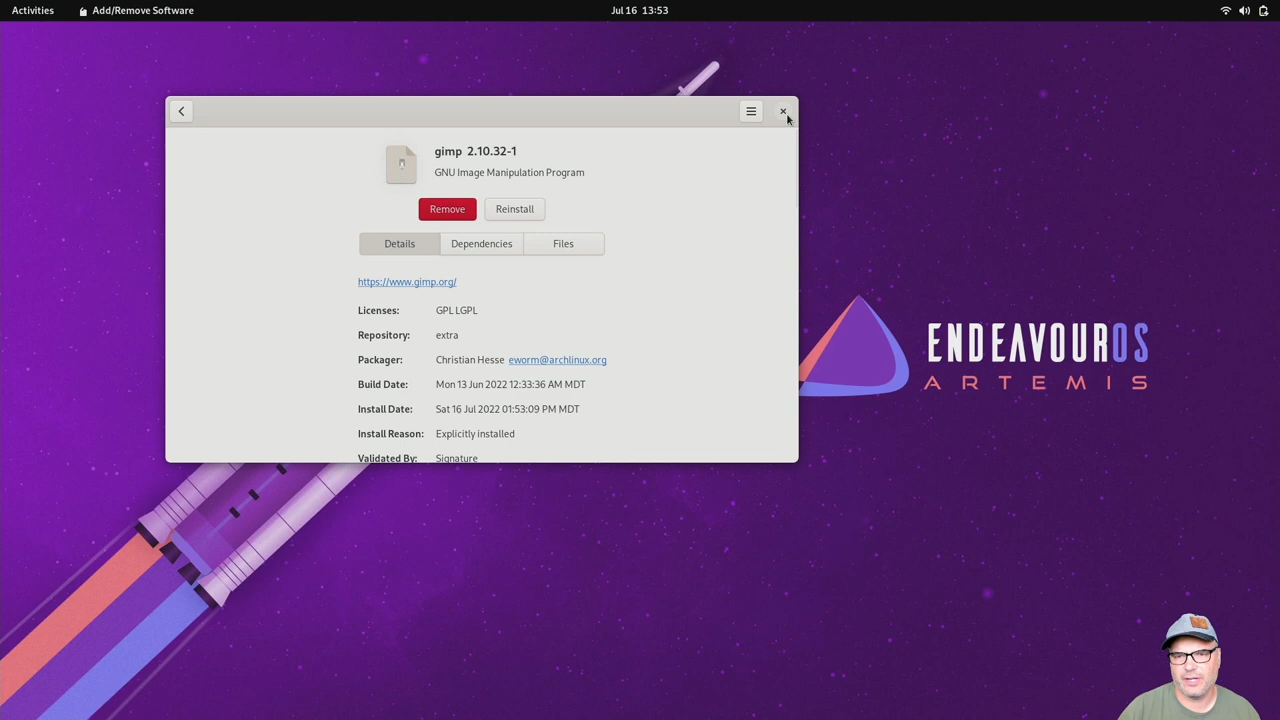 Activities
Add/Remove Software
Jul 16 13:53
gimp 2.10.32-1
GNU Image Manipulation Program
Remove
Reinstall
Details
Dependencies
Files
https://www.gimp.org/
Licenses: GPL LGPL
Repository: extra
Packager: Christian Hesse eworm@archlinux.org
Build Date: Mon 13 Jun 2022 12:33:36 AM MDT
Install Date: Sat 16 Jul 2022 01:53:09 PM MDT
Install Reason: Explicitly installed
Validated By: Signature
ENDEAVOUROS
ARTEMIS